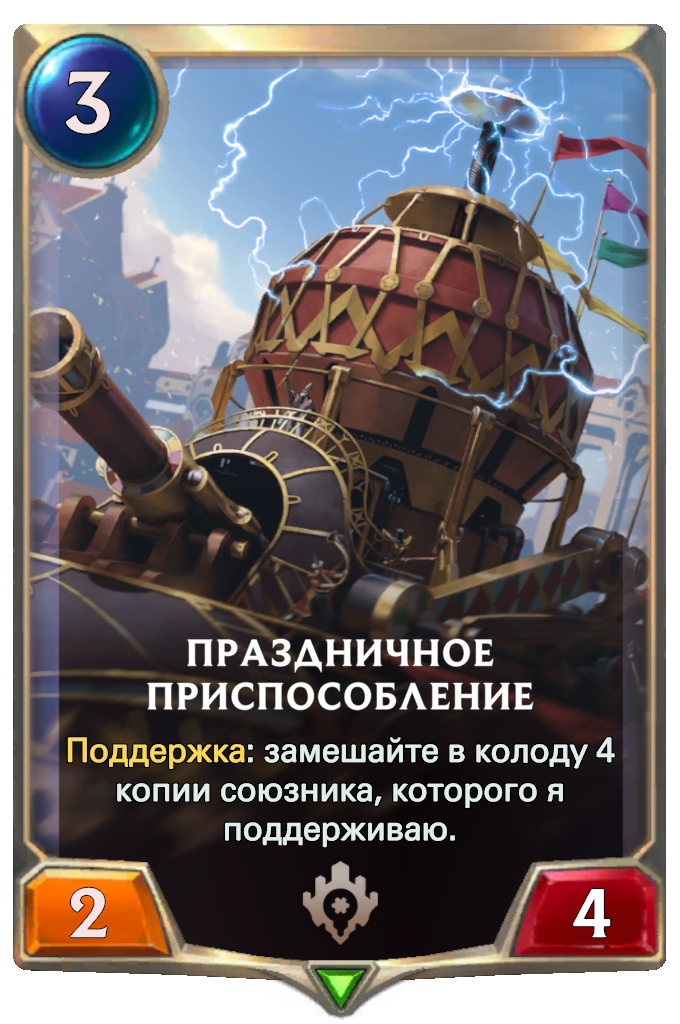 3
ПРАЗДНИЧНОЕ
ПРИСПОСОБЛЕНИЕ
Поддержка: замешайте в колоду 4
копии союзника, которого я
поддерживаю.
2
4